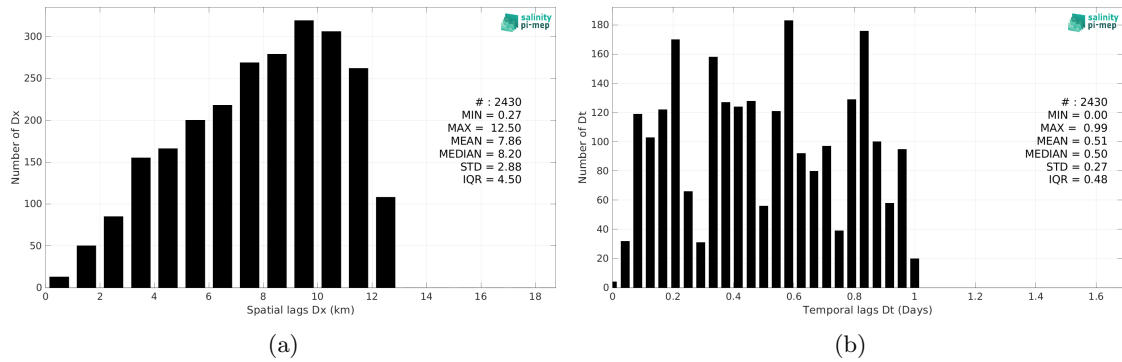 salinity
pi-mep
300
250
200
150
100
50
0
Number of Dx
# : 2430
MIN = 0.27
MAX = 12.50
MEAN = 7.86
MEDIAN = 8.20
STD = 2.88
IQR = 4.50
0 2 4 6 8 10 12 14 16 18
Spatial lags Dx (km)
(a)
salinity
pi-mep
180
160
140
120
100
80
60
40
20
0
Number of Dt
# : 2430
MIN = 0.00
MAX = 0.99
MEAN = 0.51
MEDIAN = 0.50
STD = 0.27
IQR = 0.48
0 0.2 0.4 0.6 0.8 1 1.2 1.4 1.6
Temporal lags Dt (Days)
(b)